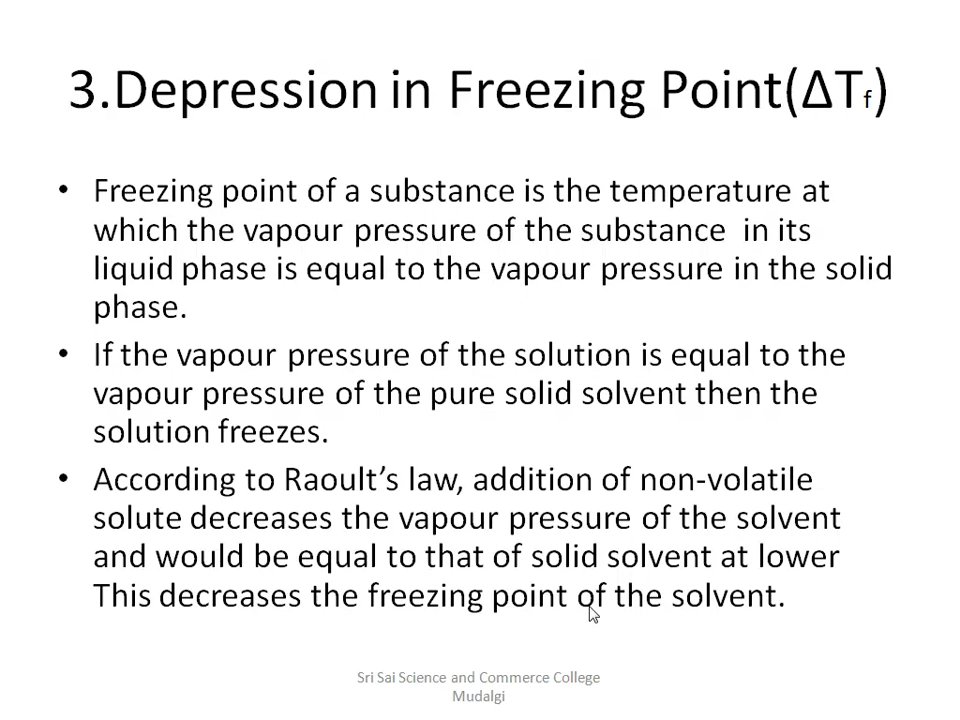 3.Depression in Freezing Point(ΔTf)
• Freezing point of a substance is the temperature at
which the vapour pressure of the substance in its
liquid phase is equal to the vapour pressure in the solid
phase.
• If the vapour pressure of the solution is equal to the
vapour pressure of the pure solid solvent then the
solution freezes.
• According to Raoult’s law, addition of non-volatile
solute decreases the vapour pressure of the solvent
and would be equal to that of solid solvent at lower
This decreases the freezing point of the solvent.
Sri Sai Science and Commerce College
Mudalgi